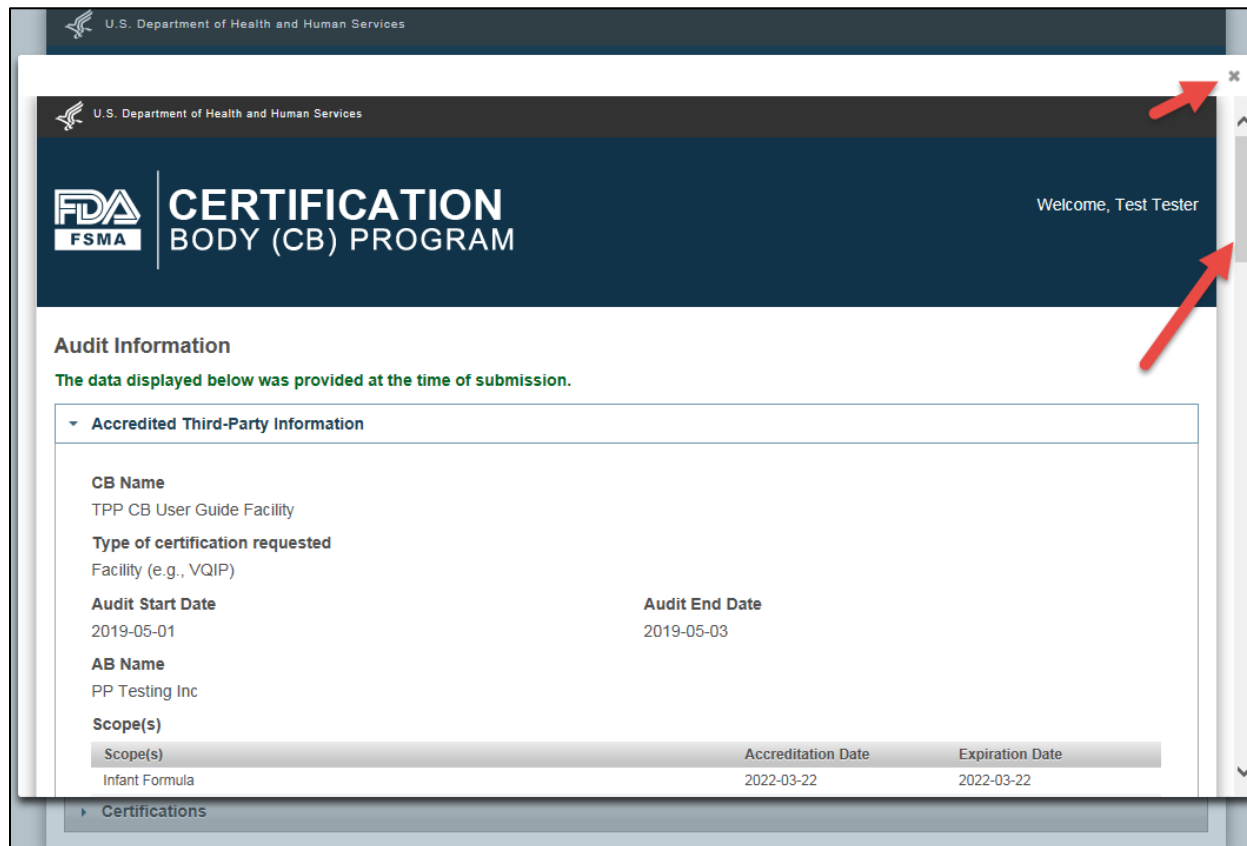 U.S. Department of Health and Human Services
U.S. Department of Health and Human Services
FDA
FSMA
CERTIFICATION
BODY (CB) PROGRAM
Welcome, Test Tester
Audit Information
The data displayed below was provided at the time of submission.
Accredited Third-Party Information
CB Name
TPP CB User Guide Facility
Type of certification requested
Facility (e.g., VQIP)
Audit Start Date Audit End Date
2019-05-01 2019-05-03
AB Name
PP Testing Inc
Scope(s)
Scope(s) Accreditation Date Expiration Date
Infant Formula 2022-03-22 2022-03-22
Certifications